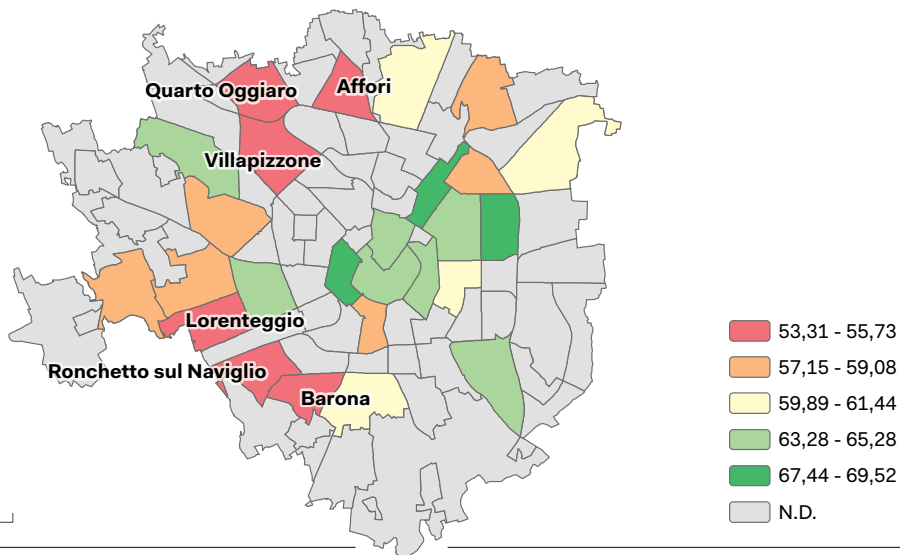 Affori
Quarto Oggiaro
Villapizzone
Lorenteggio
Ronchetto sul Naviglio
Barona
53,31 - 55,73
57,15 - 59,08
59,89 - 61,44
63,28 - 65,28
67,44 - 69,52
N.D.